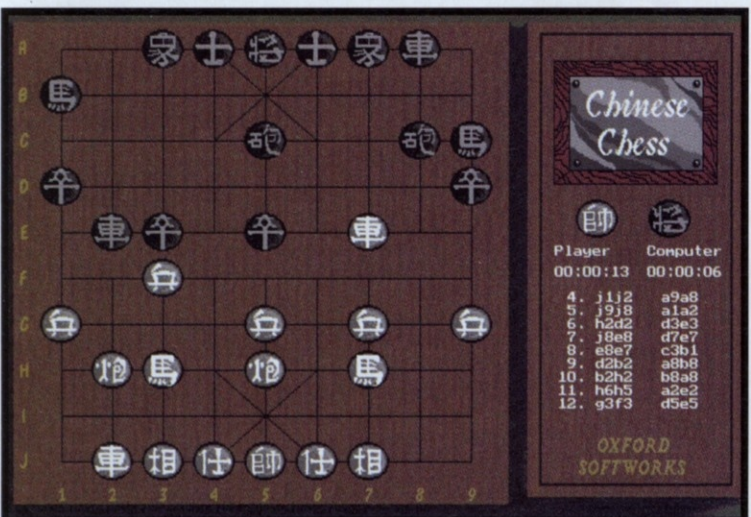 A 象 士 將 士 象 車
B 馬
C 砲 砲 馬
D 卒 卒
E 車 卒 卒 車
F 兵
G 兵 兵 兵 兵
H 炮 馬 炮 馬
I
J 車 相 仕 帥 仕 相
1 2 3 4 5 6 7 8 9
Chinese
Chess
帥 將
Player Computer
00:00:13 00:00:06
4. j1j2 a9a8
5. j9j8 a1a2
6. h2d2 d3e3
7. j8e8 d7e7
8. e8e7 c3b1
9. d2b2 a8b8
10. b2h2 b8a8
11. h6h5 a2e2
12. g3f3 d5e5
OXFORD
SOFTWORKS